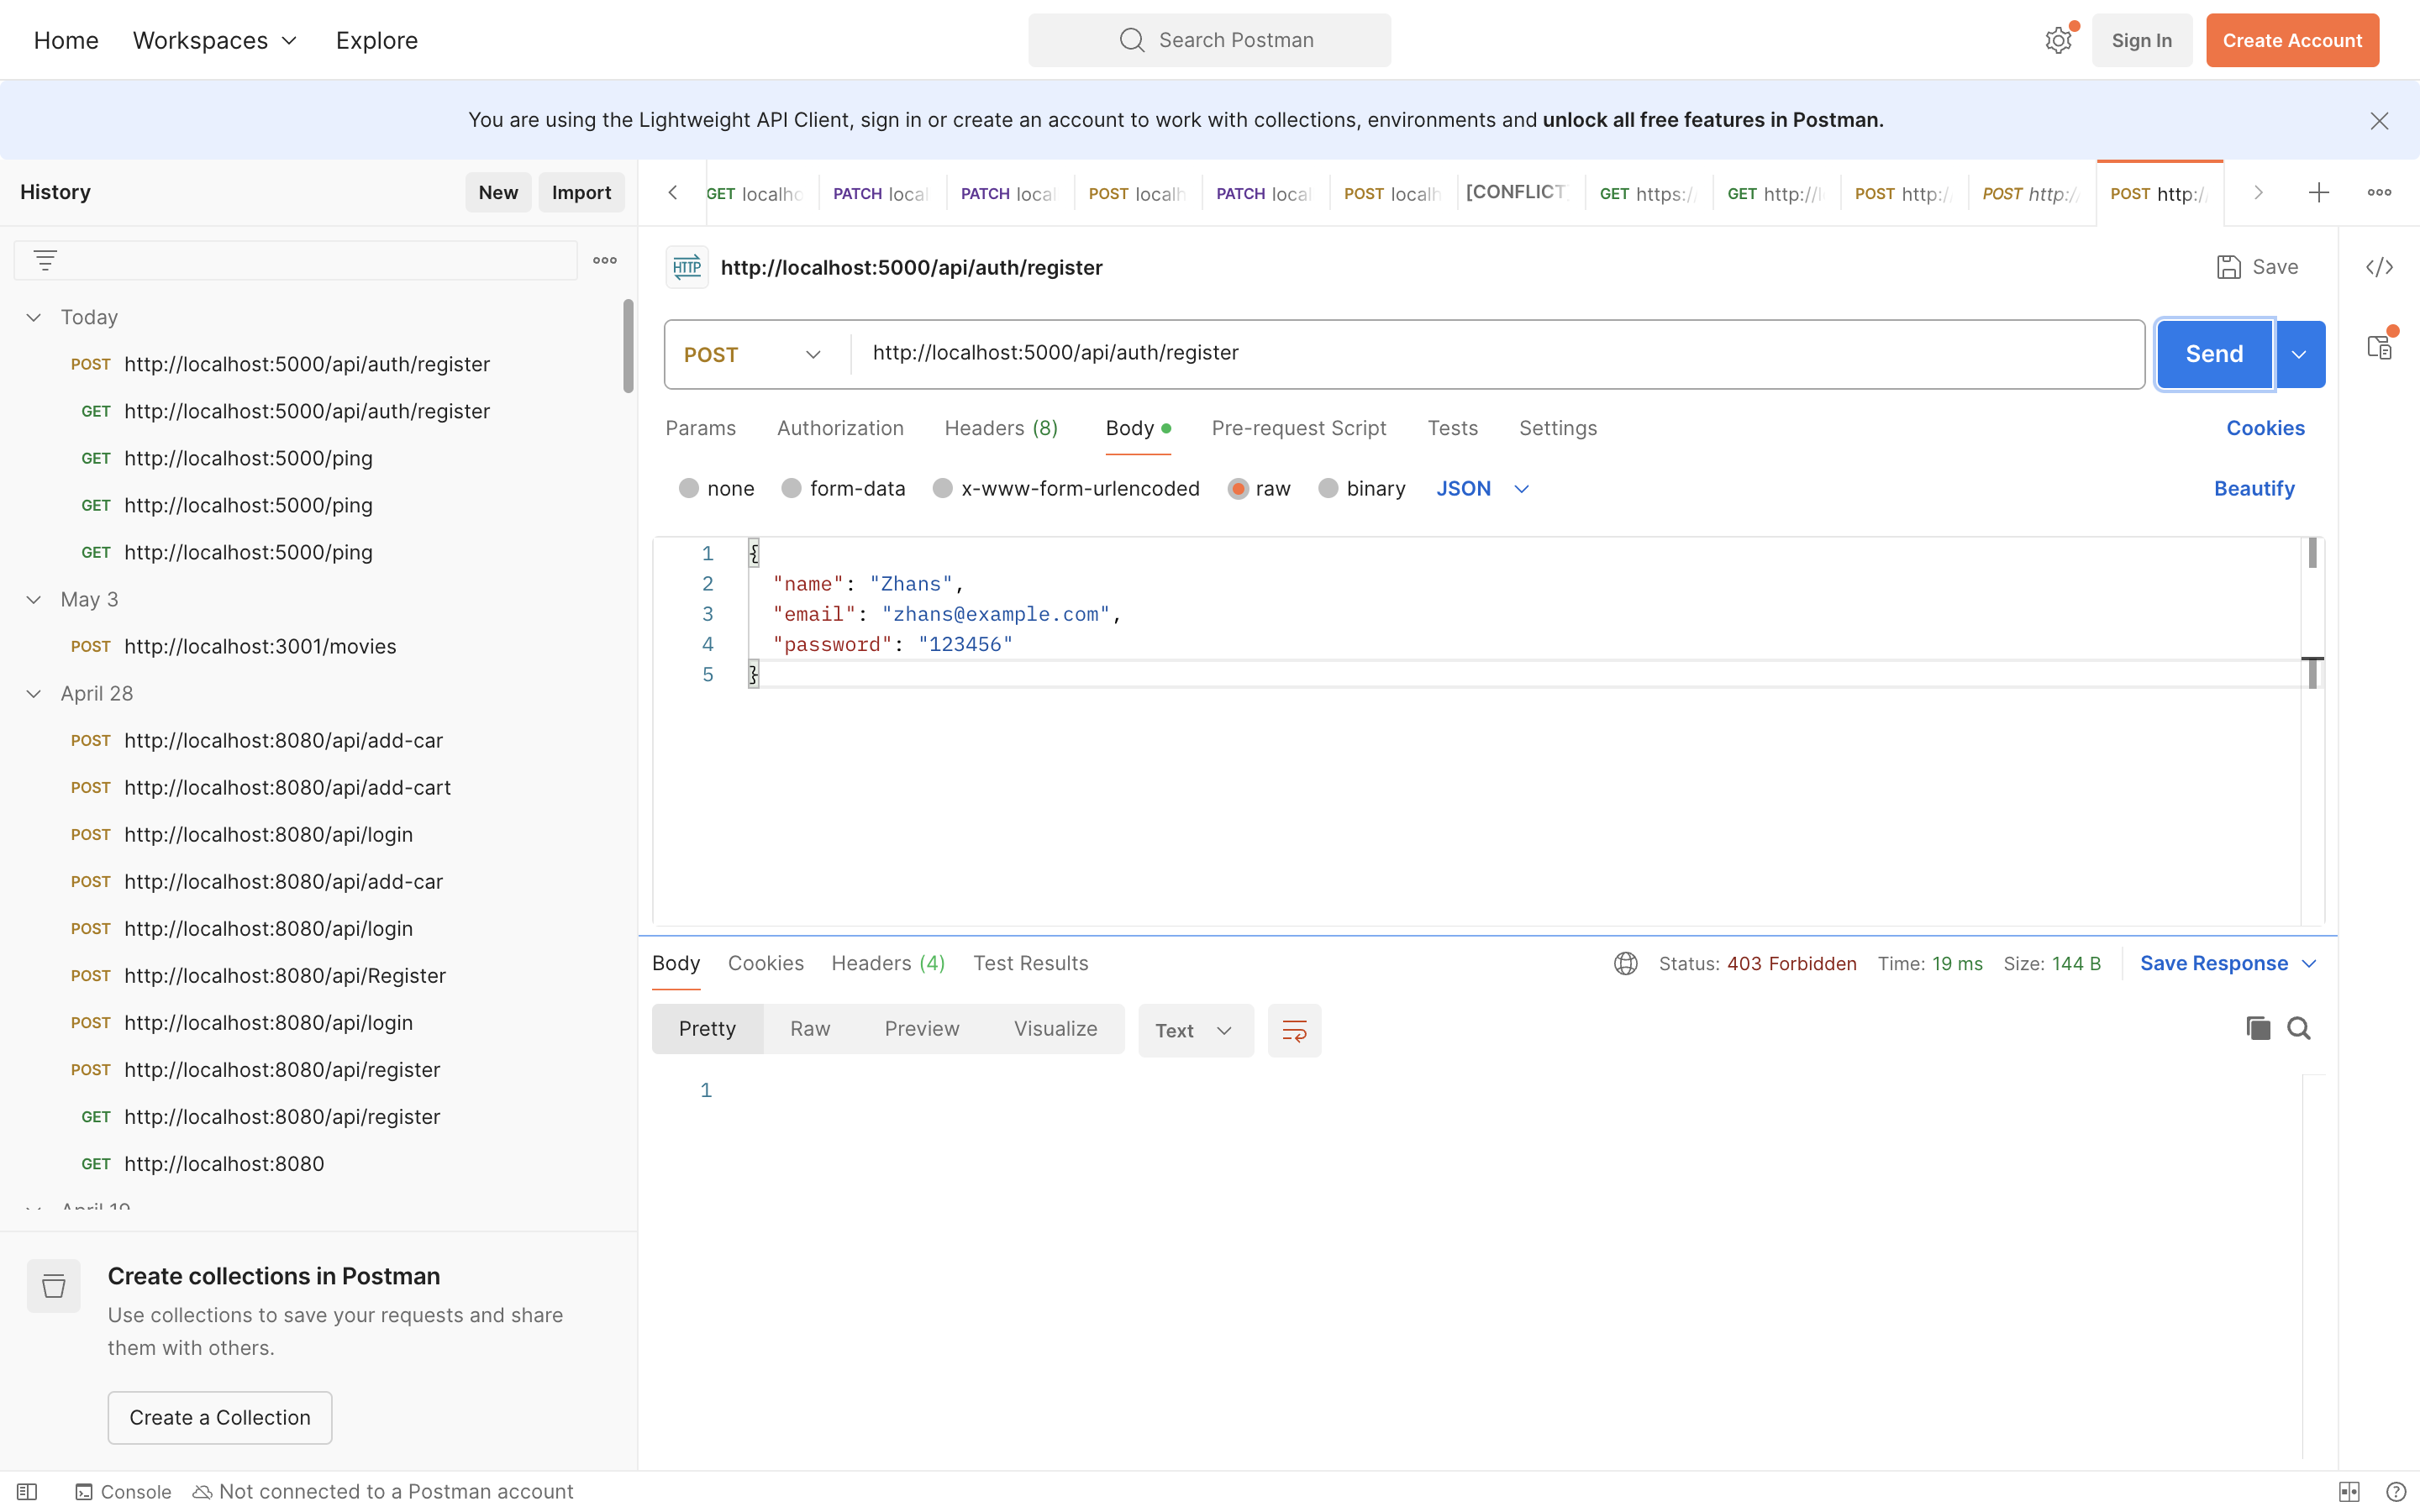 Home Workspaces Explore Search Postman Sign In Create Account
You are using the Lightweight API Client, sign in or create an account to work with collections, environments and unlock all free features in Postman.
History New Import
Today
POST http://localhost:5000/api/auth/register
GET http://localhost:5000/api/auth/register
GET http://localhost:5000/ping
GET http://localhost:5000/ping
GET http://localhost:5000/ping
May 3
POST http://localhost:3001/movies
April 28
POST http://localhost:8080/api/add-car
POST http://localhost:8080/api/add-cart
POST http://localhost:8080/api/login
POST http://localhost:8080/api/add-car
POST http://localhost:8080/api/login
POST http://localhost:8080/api/Register
POST http://localhost:8080/api/login
POST http://localhost:8080/api/register
GET http://localhost:8080/api/register
GET http://localhost:8080
April 19
Create collections in Postman
Use collections to save your requests and share
them with others.
Create a Collection
GET localho PATCH local PATCH local POST localh PATCH local POST localh [CONFLICT GET https:/ GET http://l POST http:/ POST http:/ POST http:/
HTTP http://localhost:5000/api/auth/register Save
POST http://localhost:5000/api/auth/register Send
Params Authorization Headers (8) Body Pre-request Script Tests Settings Cookies
none form-data x-www-form-urlencoded raw binary JSON Beautify
1 {
2 "name": "Zhans",
3 "email": "zhans@example.com",
4 "password": "123456"
5 }
Body Cookies Headers (4) Test Results Status: 403 Forbidden Time: 19 ms Size: 144 B Save Response
Pretty Raw Preview Visualize Text
1
Console Not connected to a Postman account